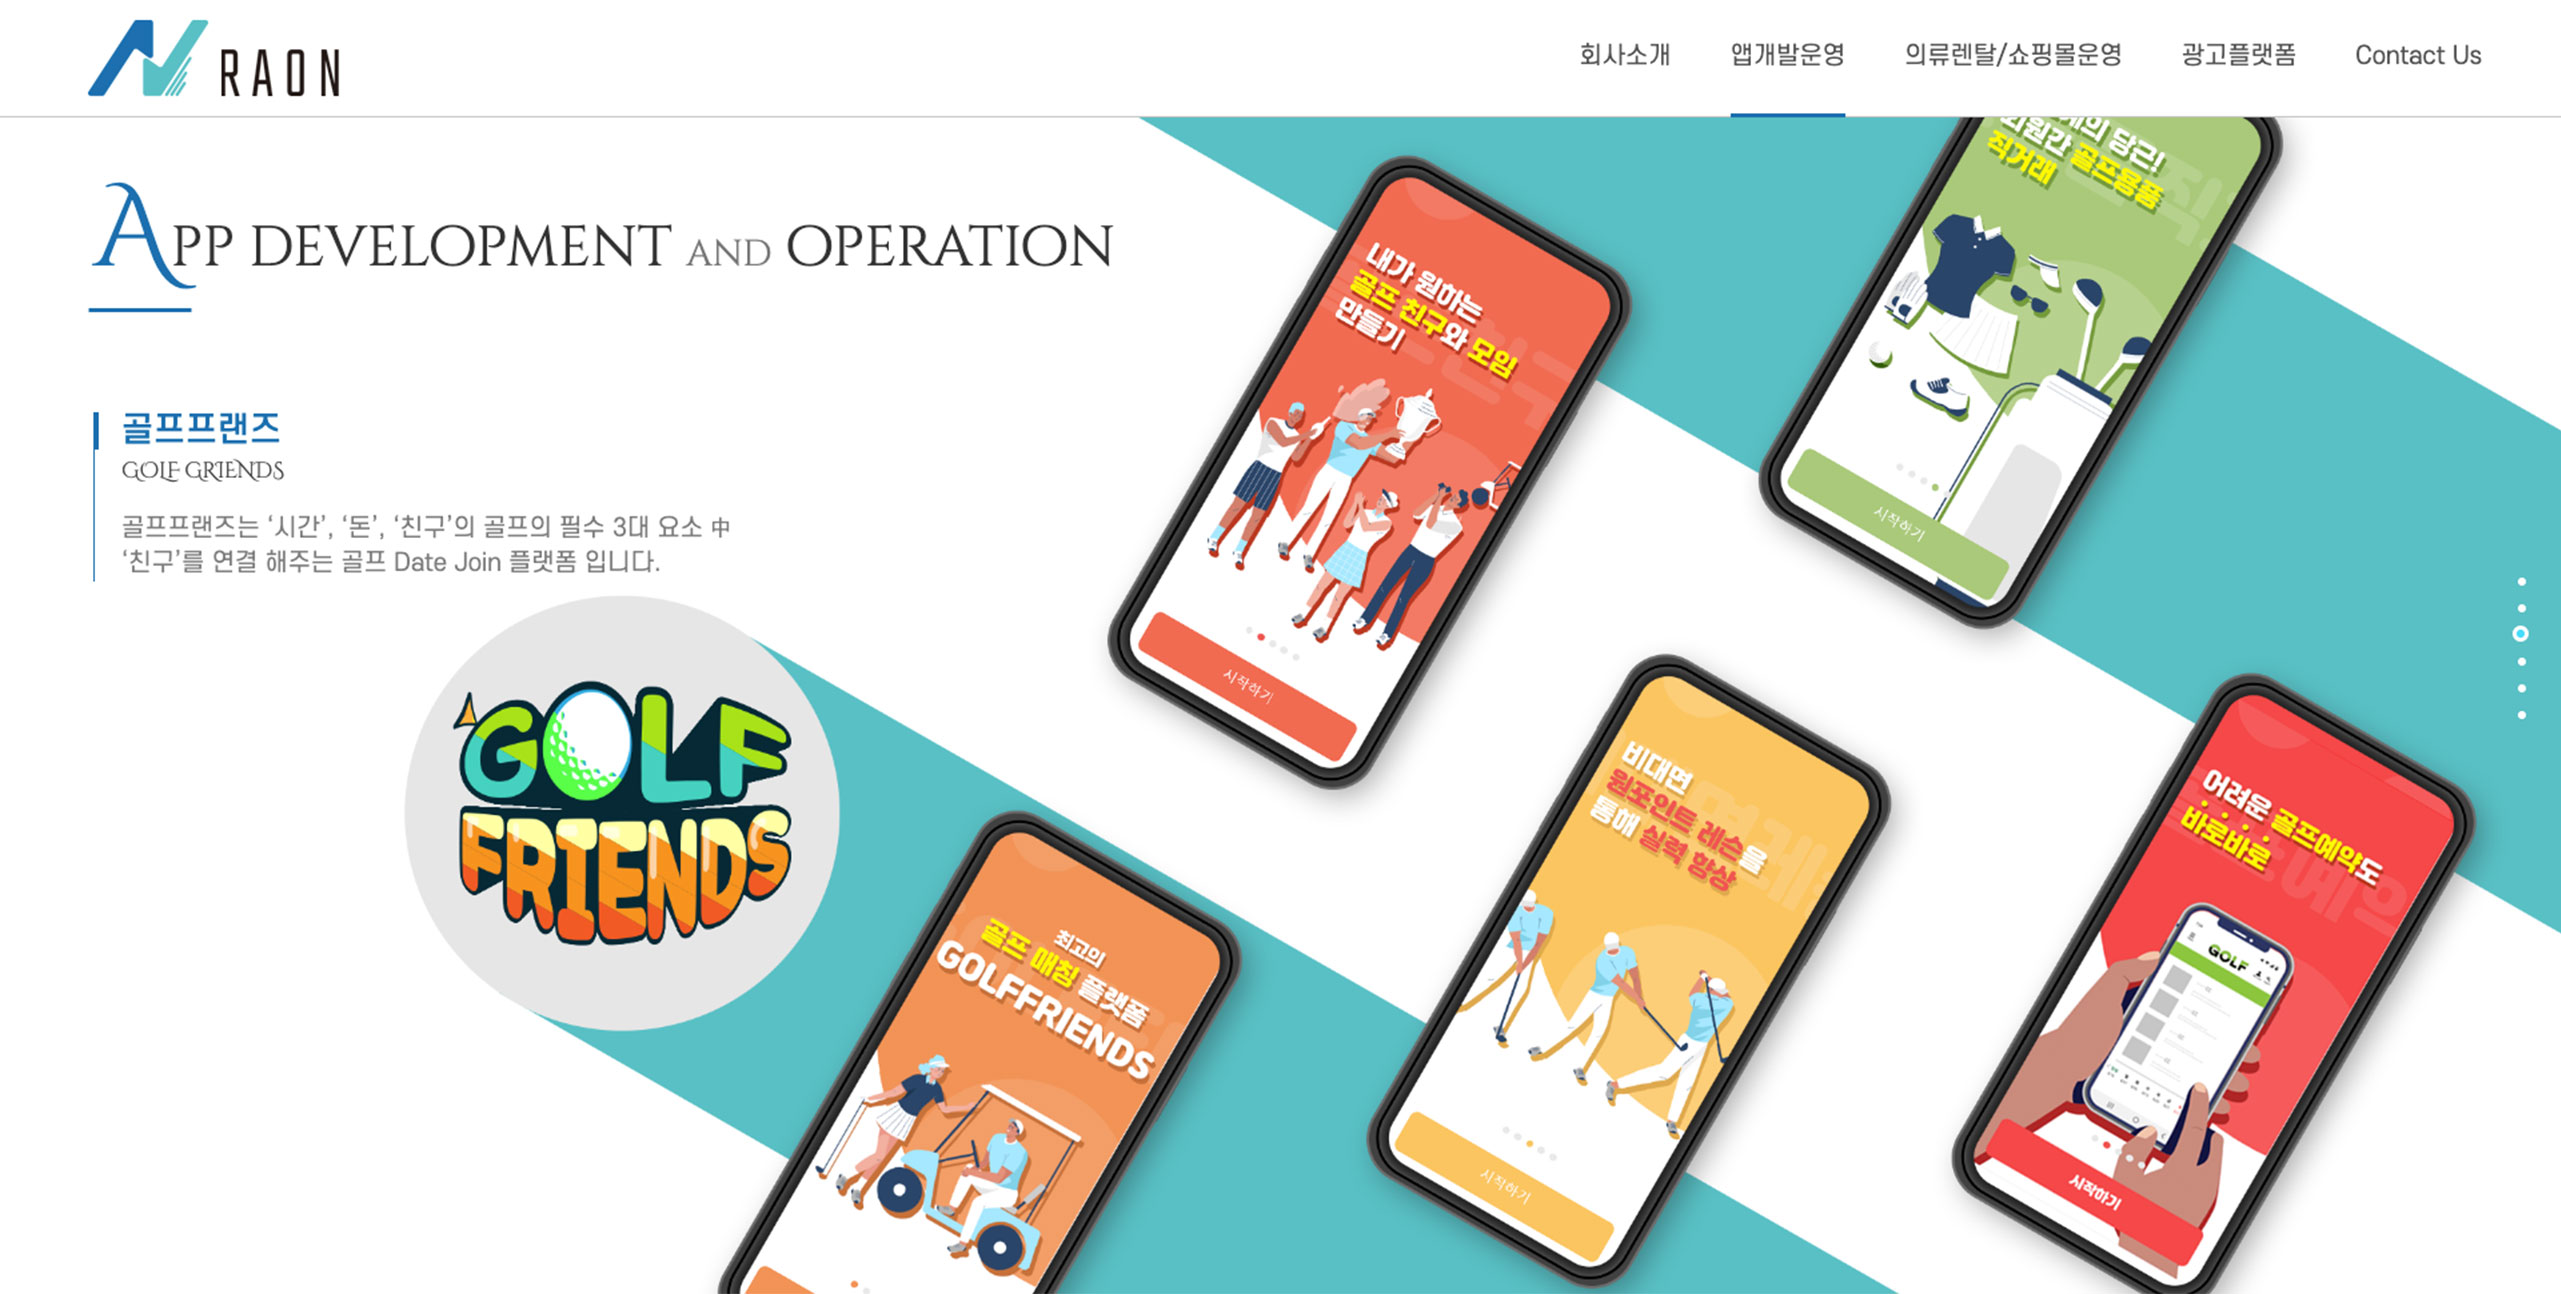 RAON
회사소개
앱개발운영
의류렌탈/쇼핑몰운영
광고플랫폼
Contact Us
APP DEVELOPMENT AND OPERATION
골프프랜즈
GOLF GRIENDS
골프프랜즈는 ‘시간’, ‘돈’, ‘친구’의 골프의 필수 3대 요소 中
‘친구’를 연결 해주는 골프 Date Join 플랫폼 입니다.
GOLF
FRIENDS
내가 원하는
골프 친구와 모임
만들기
시작하기
당근!
회원간 골프용품
직거래
시작하기
최고의
골프 매칭 플랫폼
GOLFFRIENDS
비대면
원포인트 레슨을
통해 실력 향상
시작하기
어려운 골프예약도
바로바로
GOLF
시작하기